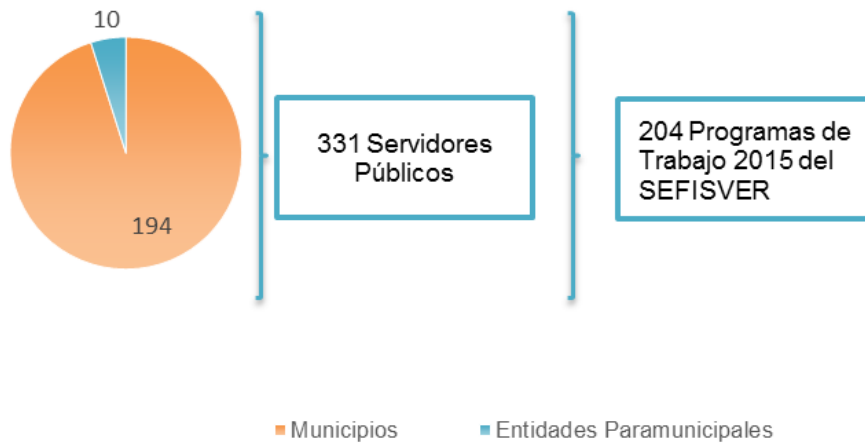 10
194
331 Servidores
Públicos
204 Programas de
Trabajo 2015 del
SEFISVER
Municipios
Entidades Paramunicipales